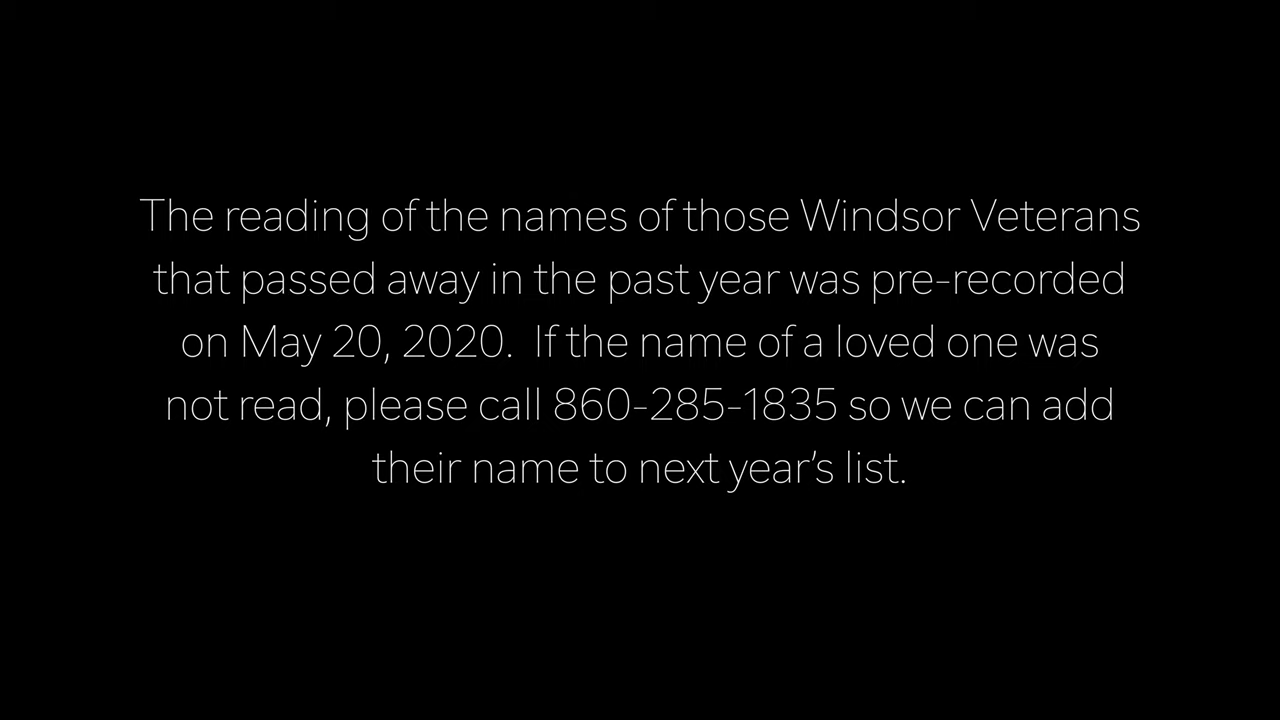 The reading of the names of those Windsor Veterans
that passed away in the past year was pre-recorded
on May 20, 2020.  If the name of a loved one was
not read, please call 860-285-1835 so we can add
their name to next year’s list.